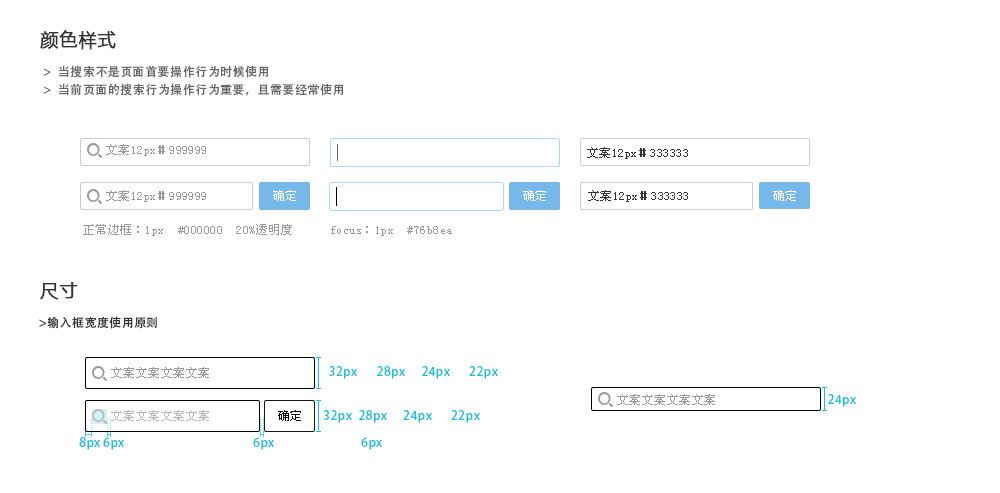 颜色样式
> 当搜索不是页面首要操作行为时候使用
> 当前页面的搜索行为操作行为重要，且需要经常使用
文案12px# 999999
文案12px# 333333
文案12px# 999999 确定
确定
文案12px# 333333 确定
正常边框：1px #000000 20%透明度
focus：1px #76b8ea
尺寸
>输入框宽度使用原则
文案文案文案文案 32px 28px 24px 22px
文案文案文案文案 24px
文案文案文案文案 确定 32px 28px 24px 22px
8px 6px 6px 6px